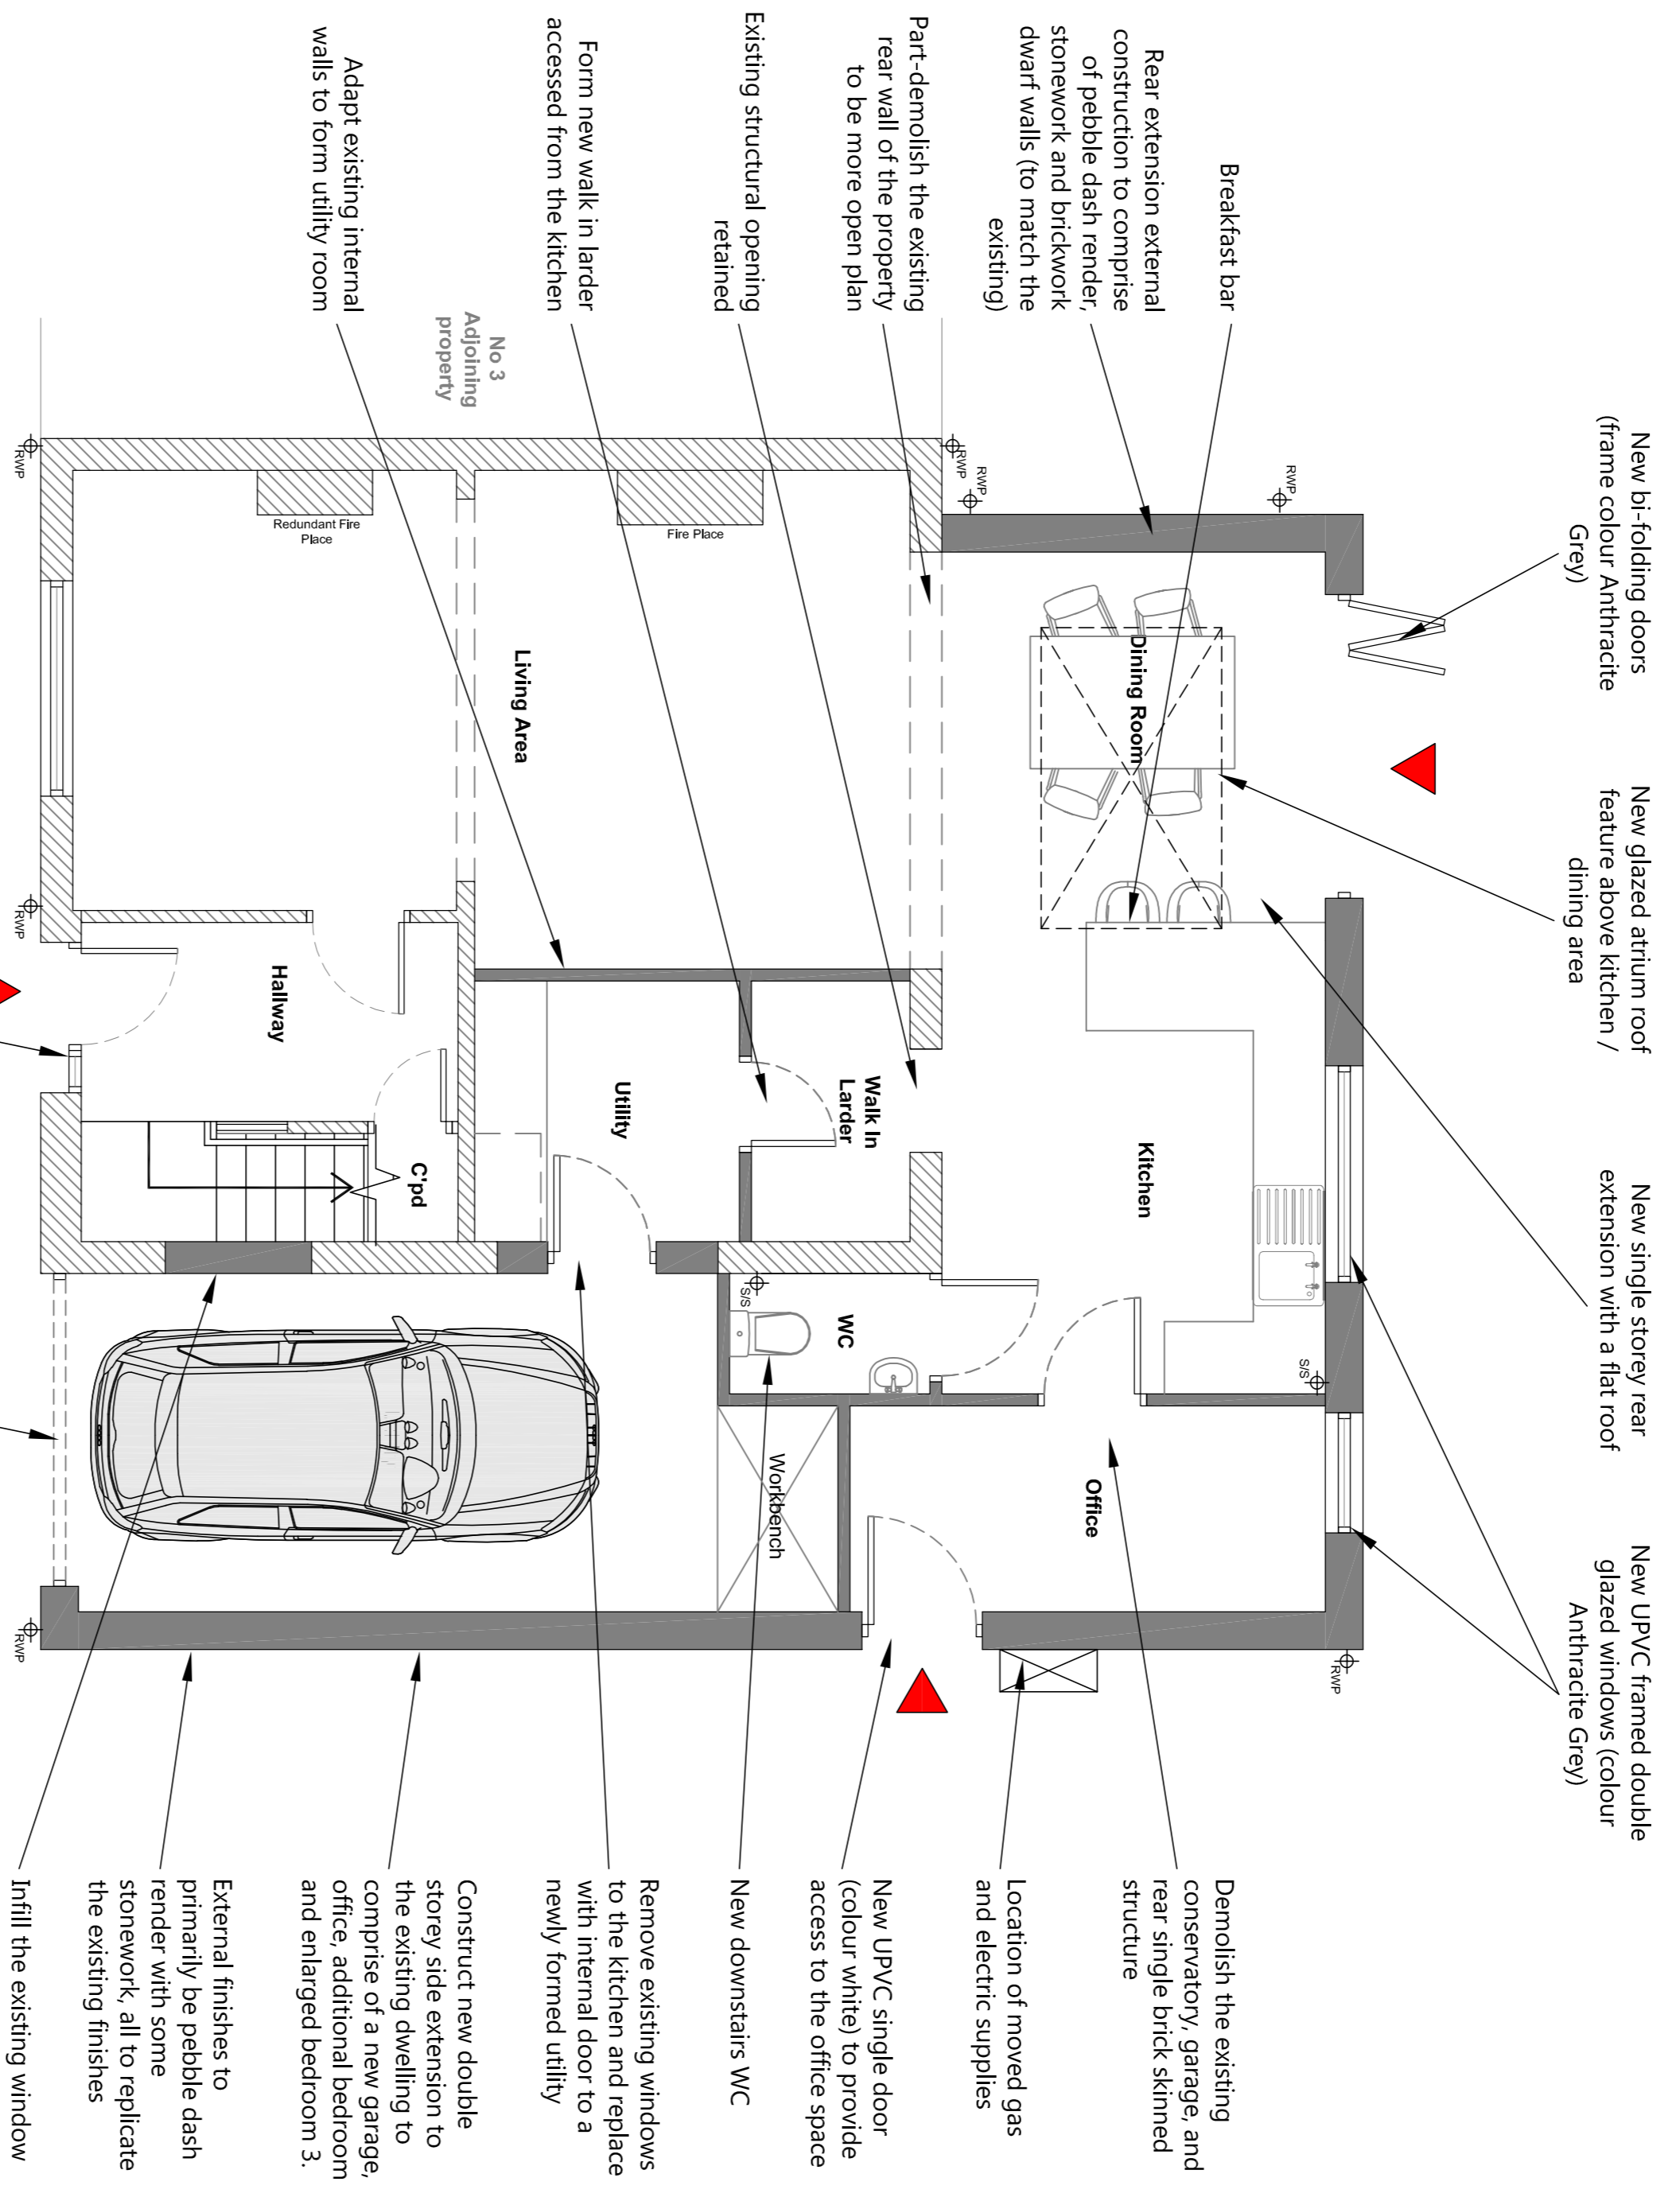 New bi-folding doors
(frame colour Anthracite
Grey)
New glazed atrium roof
feature above kitchen /
dining area
New single storey rear
extension with a flat roof
New UPVC framed double
glazed windows (colour
Anthracite Grey)
Breakfast bar
Rear extension external
construction to comprise
of pebble dash render,
stonework and brickwork
dwarf walls (to match the
existing)
Part-demolish the existing
rear wall of the property
to be more open plan
Existing structural opening
retained
Form new walk in larder
accessed from the kitchen
Adapt existing internal
walls to form utility room
No 3
Adjoining
property
RWP
RWP
RWP
RWP
RWP
RWP
RWP
Dining Room
Kitchen
S/S
Office
Fire Place
Redundant Fire
Place
Living Area
Walk In
Larder
WC
S/S
Workbench
Utility
Hallway
C'pd
Demolish the existing
conservatory, garage, and
rear single brick skinned
structure
Location of moved gas
and electric supplies
New UPVC single door
(colour white) to provide
access to the office space
New downstairs WC
Remove existing windows
to the kitchen and replace
with internal door to a
newly formed utility
Construct new double
storey side extension to
the existing dwelling to
comprise of a new garage,
office, additional bedroom
and enlarged bedroom 3.
External finishes to
primarily be pebble dash
render with some
stonework, all to replicate
the existing finishes
Infill the existing window